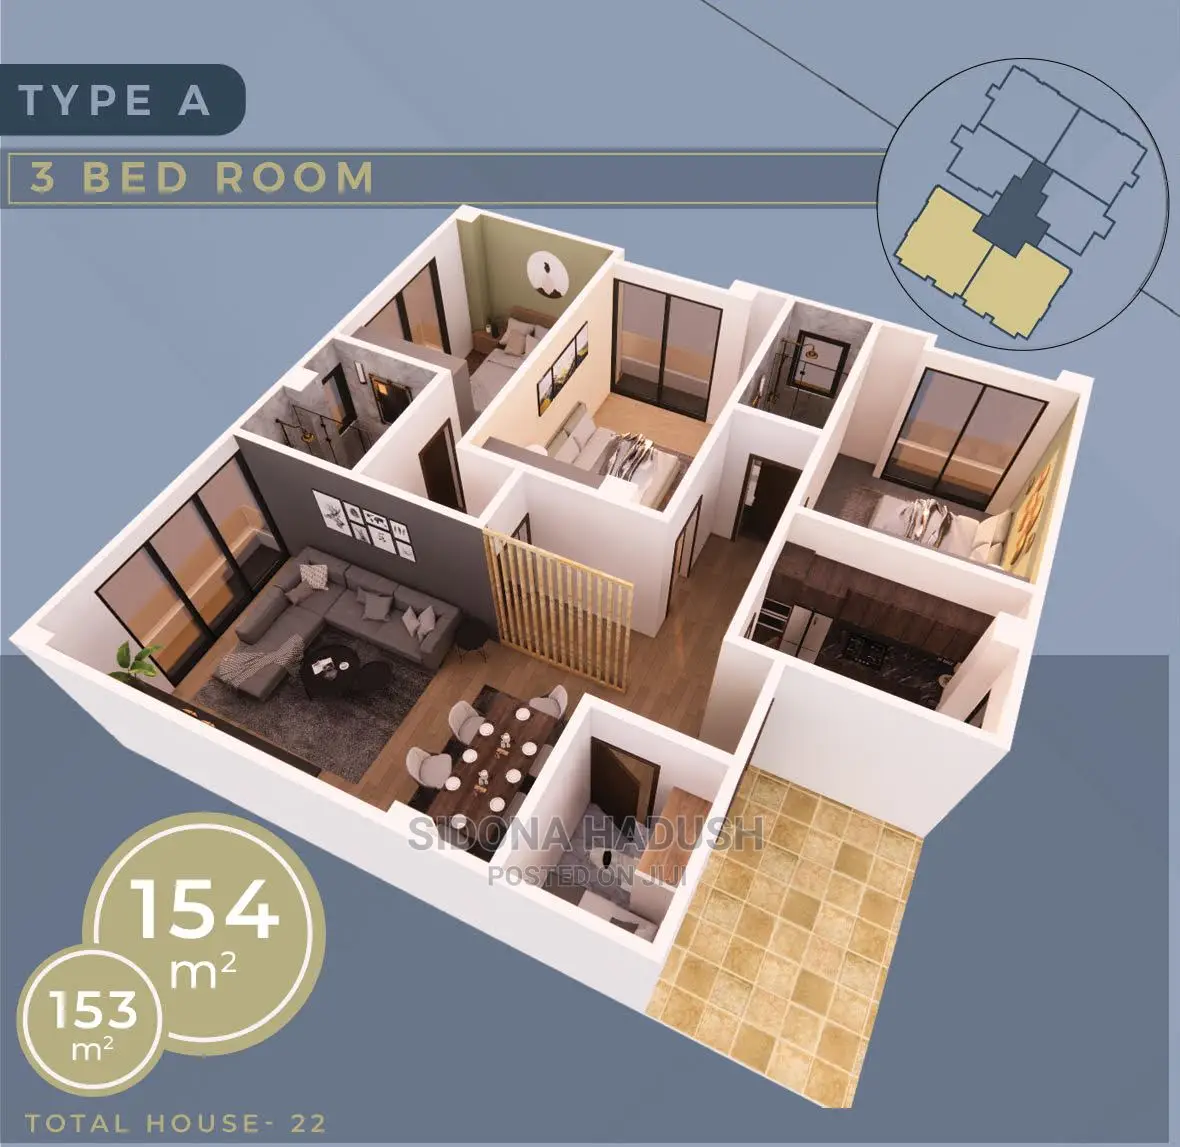 TYPE A
3 BED ROOM
SIDONA HADUSH
POSTED ON JIJI
154
m²
153
m²
TOTAL HOUSE- 22